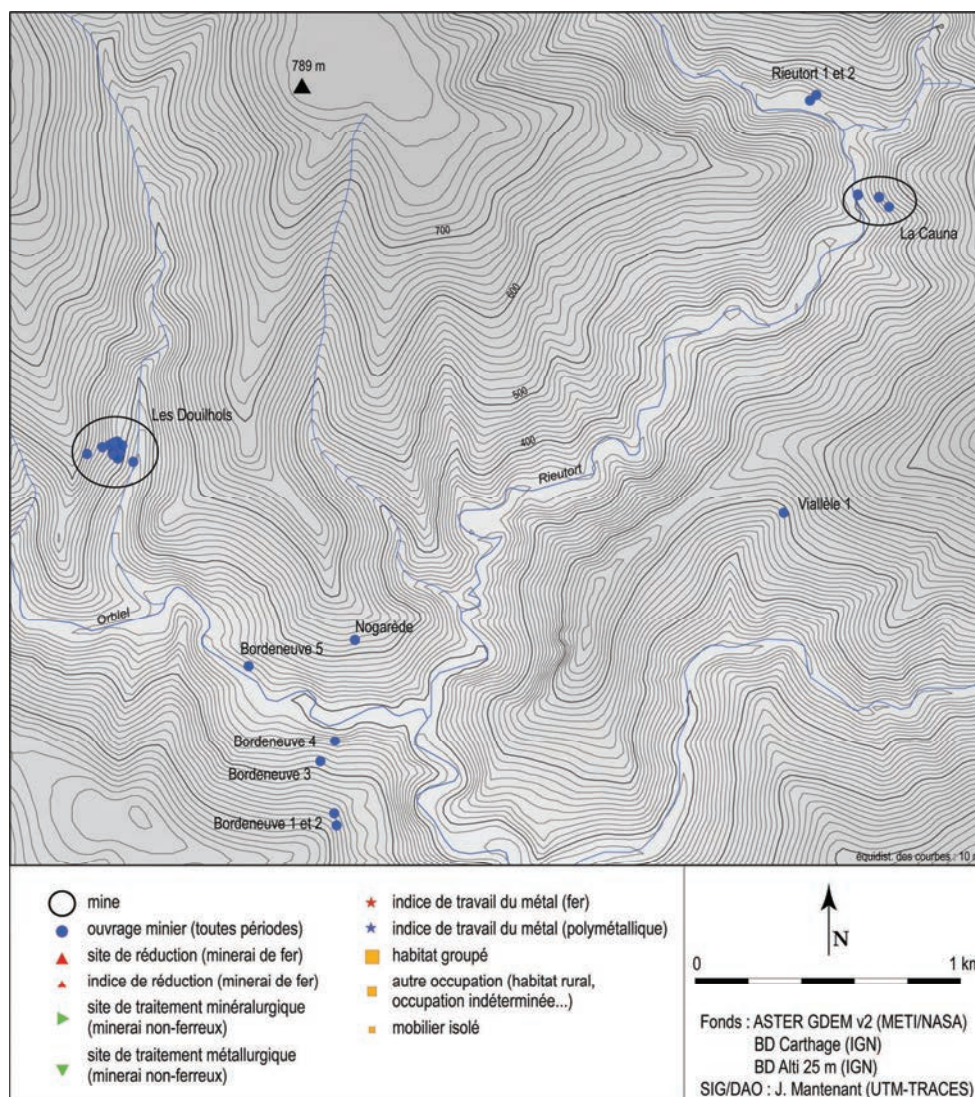 789 m
Rieutort 1 et 2
La Cauna
700
600
500
Les Douilhols
400
Rieutort
Viallèle 1
Orbiel
Nogarède
Bordeneuve 5
Bordeneuve 4
Bordeneuve 3
Bordeneuve 1 et 2
équidist. des courbes : 10
mine
ouvrage minier (toutes périodes)
site de réduction (minerai de fer)
indice de réduction (minerai de fer)
site de traitement minéralurgique
(minerai non-ferreux)
site de traitement métallurgique
(minerai non-ferreux)
indice de travail du métal (fer)
indice de travail du métal (polymétallique)
habitat groupé
autre occupation (habitat rural,
occupation indéterminée...)
mobilier isolé
N
0 1 km
Fonds : ASTER GDEM v2 (METI/NASA)
BD Carthage (IGN)
BD Alti 25 m (IGN)
SIG/DAO : J. Mantenant (UTM-TRACES)